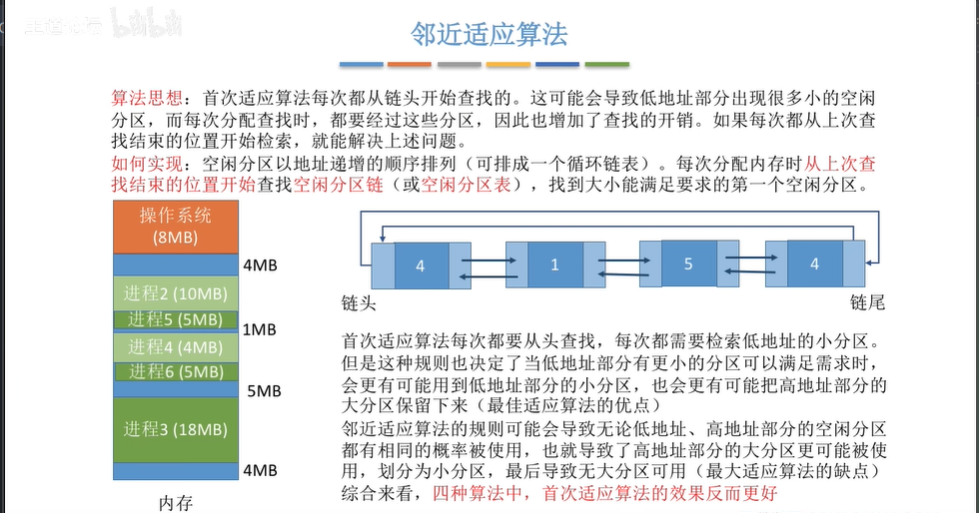 邻近适应算法
算法思想：首次适应算法每次都从链头开始查找的。这可能会导致低地址部分出现很多小的空闲
分区，而每次分配查找时，都要经过这些分区，因此也增加了查找的开销。如果每次都从上次查
找结束的位置开始检索，就能解决上述问题。
如何实现：空闲分区以地址递增的顺序排列（可排成一个循环链表）。每次分配内存时从上次查
找结束的位置开始查找空闲分区链（或空闲分区表），找到大小能满足要求的第一个空闲分区。
操作系统
(8MB)
4MB
进程2 (10MB)
进程5 (5MB)
1MB
进程4 (4MB)
进程6 (5MB)
5MB
进程3 (18MB)
4MB
内存
4
1
5
4
链头
链尾
首次适应算法每次都要从头查找，每次都需要检索低地址的小分区。
但是这种规则也决定了当低地址部分有更小的分区可以满足需求时，
会更有可能用到低地址部分的小分区，也会更有可能把高地址部分的
大分区保留下来（最佳适应算法的优点）
邻近适应算法的规则可能会导致无论低地址、高地址部分的空闲分区
都有相同的概率被使用，也就导致了高地址部分的大分区更可能被使
用，划分为小分区，最后导致无大分区可用（最大适应算法的缺点）
综合来看，四种算法中，首次适应算法的效果反而更好